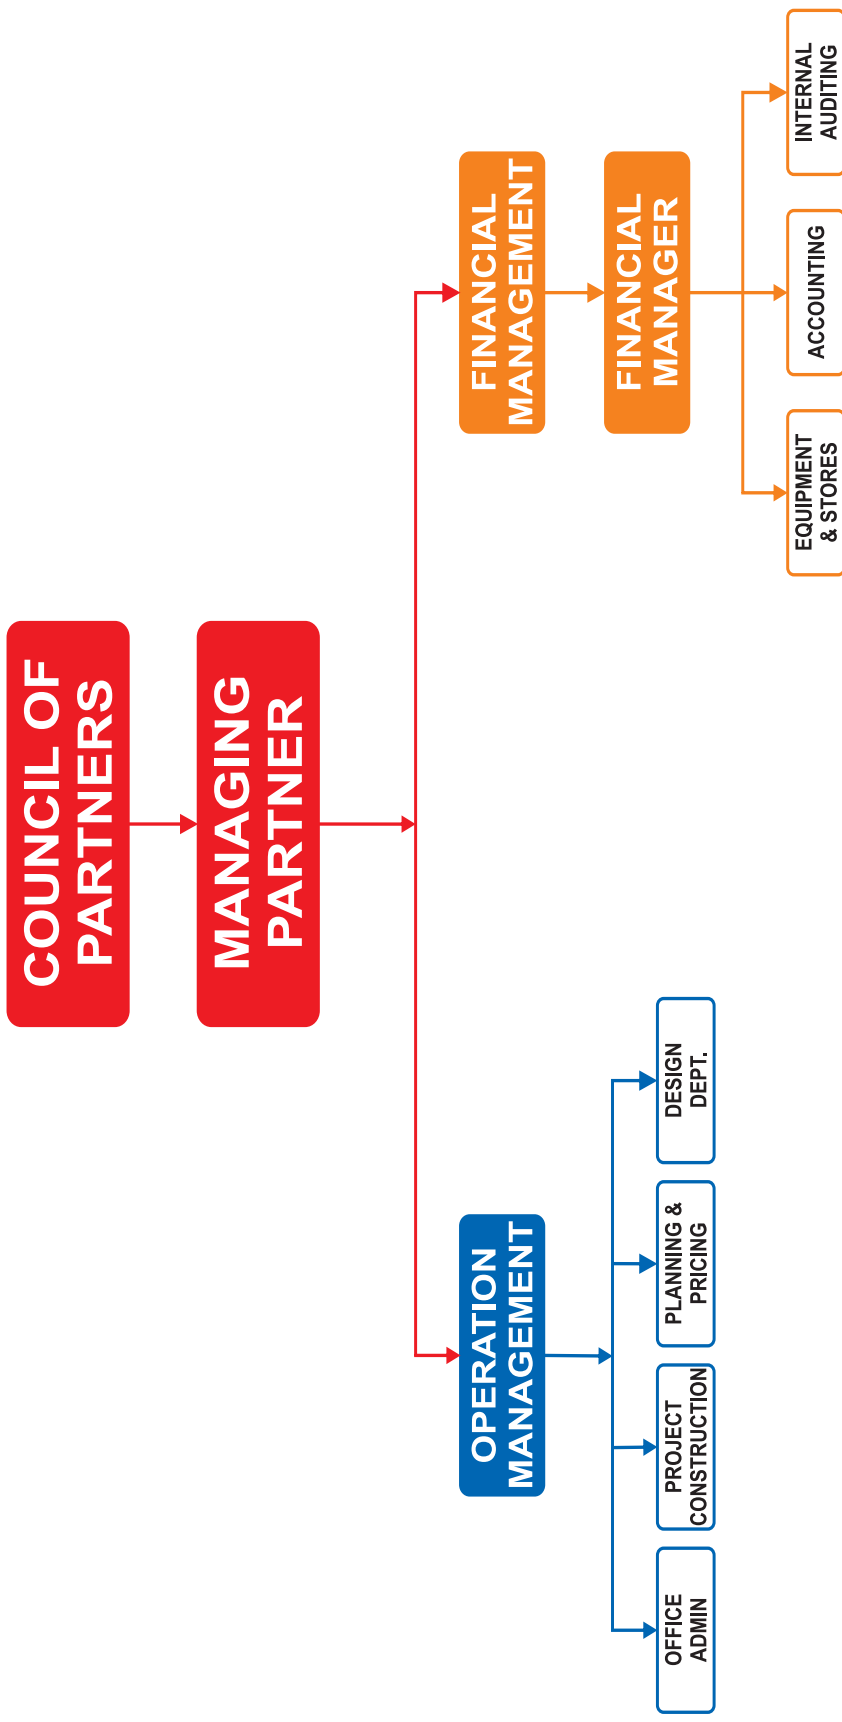 COUNCIL OF
PARTNERS
MANAGING
PARTNER
OPERATION
MANAGEMENT
FINANCIAL
MANAGEMENT
FINANCIAL
MANAGER
OFFICE
ADMIN
PROJECT
CONSTRUCTION
PLANNING &
PRICING
DESIGN
DEPT.
EQUIPMENT
& STORES
ACCOUNTING
INTERNAL
AUDITING